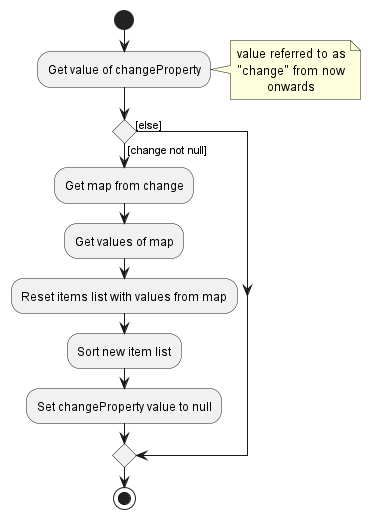 Get value of changeProperty
value referred to as
"change" from now
onwards
[else]
[change not null]
Get map from change
Get values of map
Reset items list with values from map
Sort new item list
Set changeProperty value to null